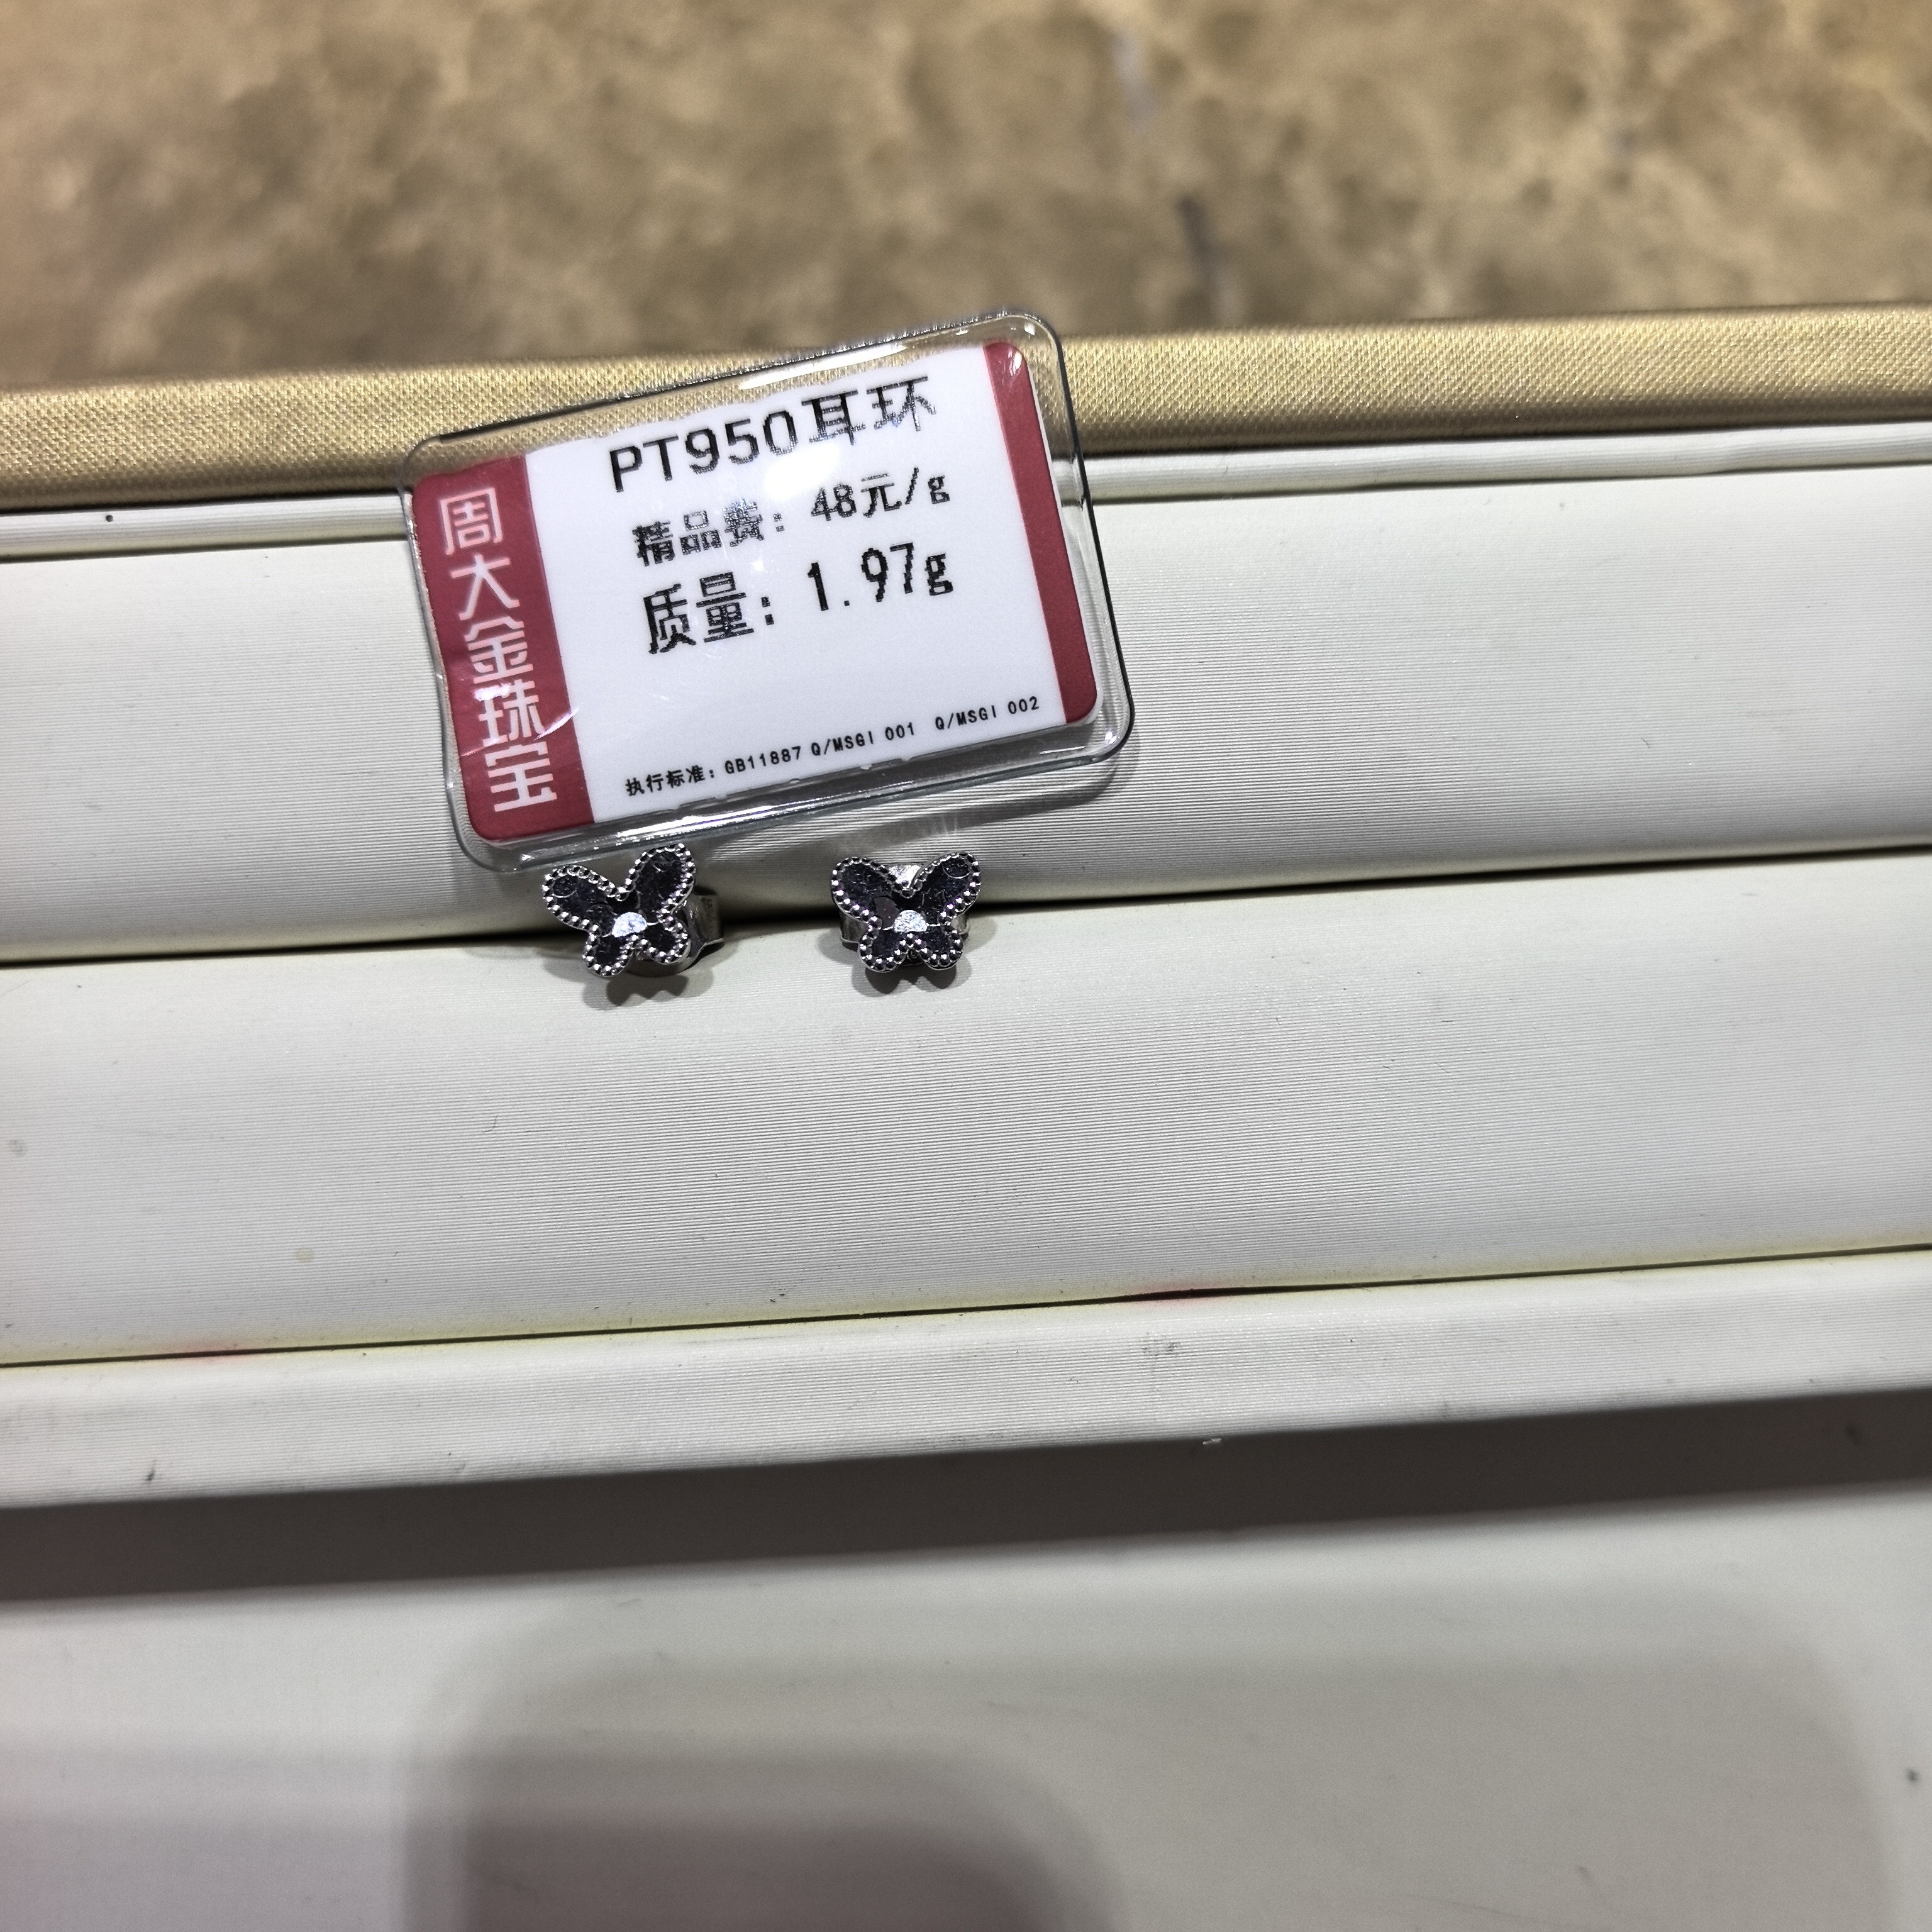 周大金珠宝
PT950耳环
精品费: 48元/g
质量: 1.97g
执行标准: GB11887 Q/MSGI 001 Q/MSGI 002